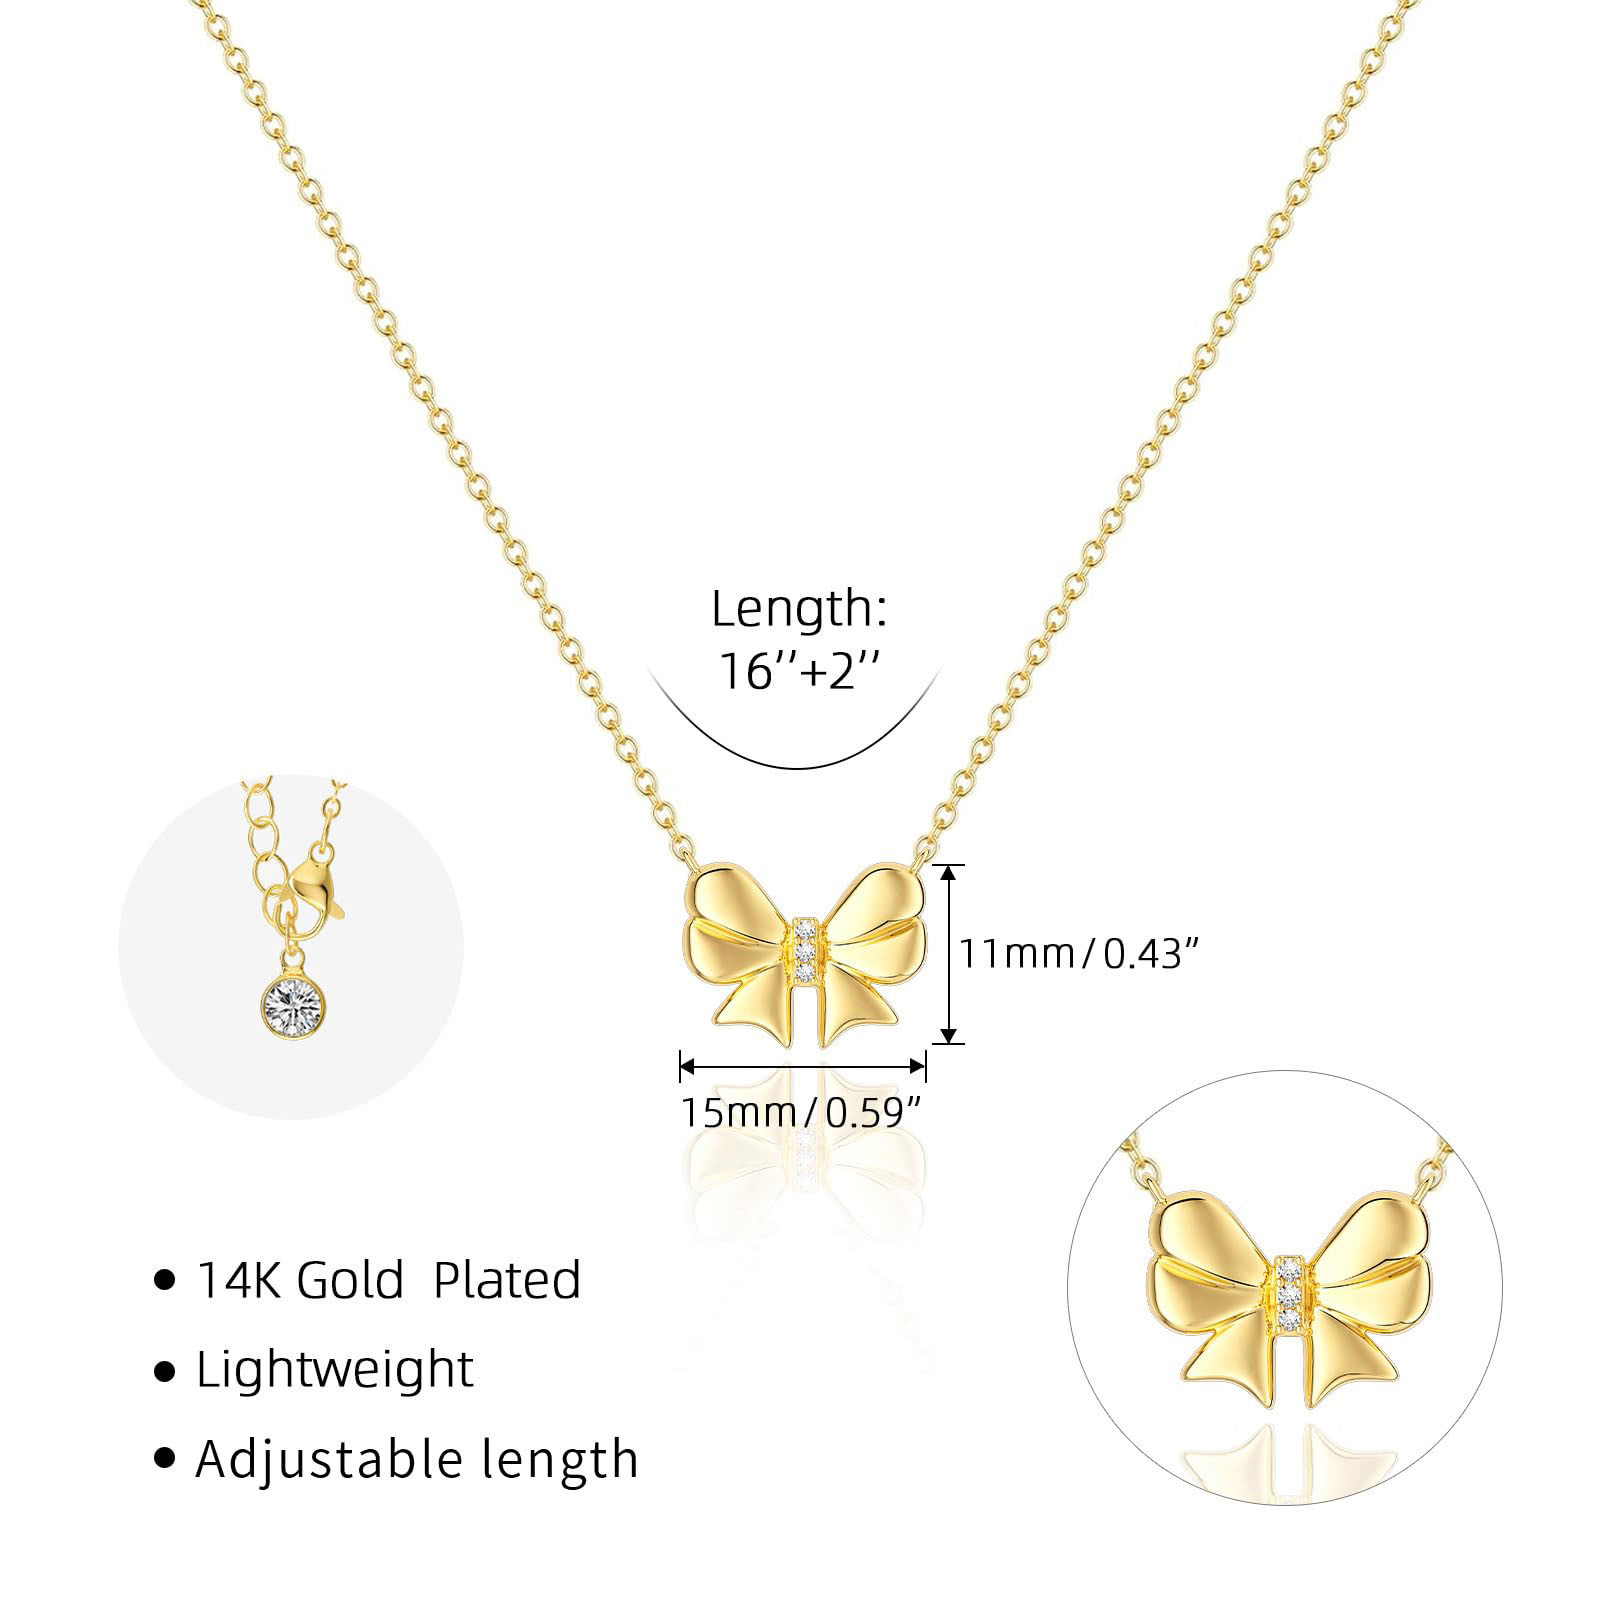 Length:
16’’+2’’
11mm/0.43”
15mm/0.59”
• 14K Gold  Plated
• Lightweight
• Adjustable length